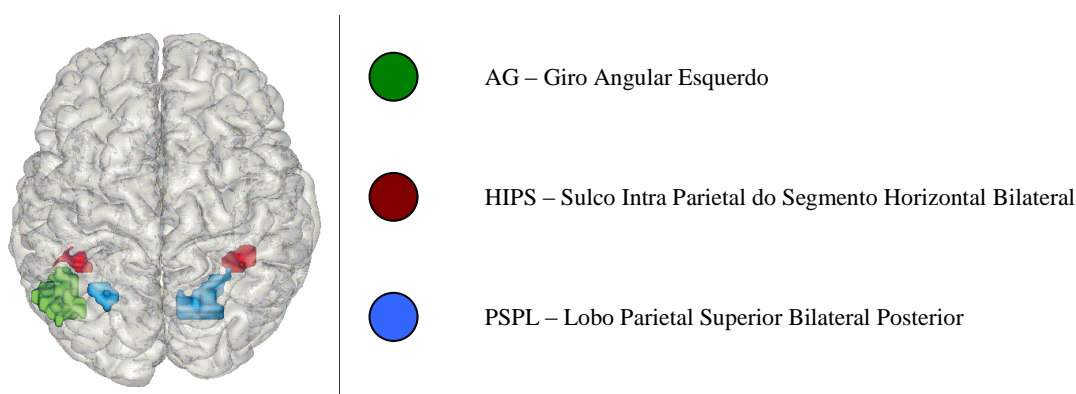 AG – Giro Angular Esquerdo
HIPS – Sulco Intra Parietal do Segmento Horizontal Bilateral
PSPL – Lobo Parietal Superior Bilateral Posterior